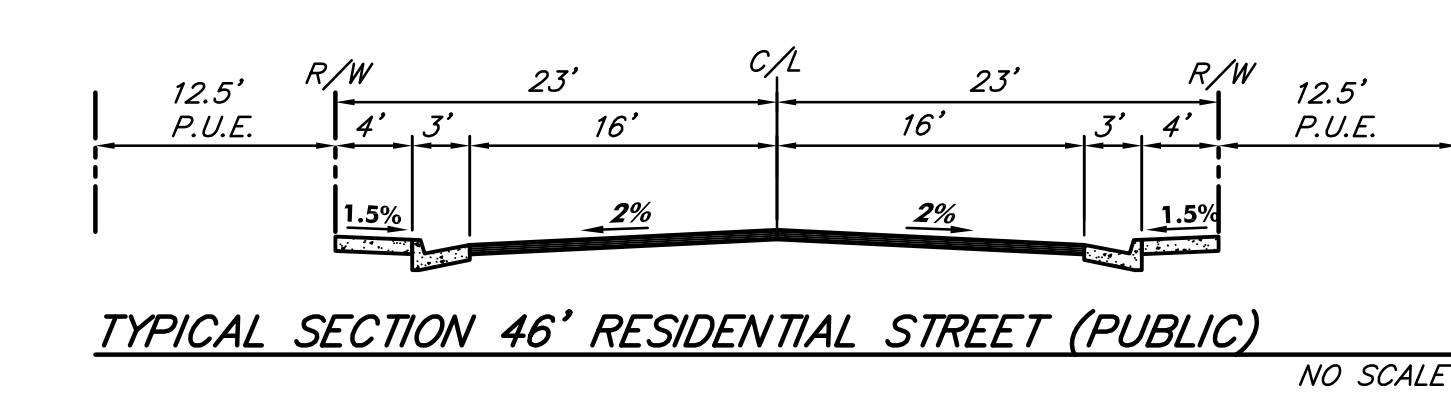 R/W
C/L
R/W
12.5'
P.U.E.
23'
23'
12.5'
P.U.E.
4'
3'
16'
16'
3'
4'
1.5%
2%
2%
1.5%
TYPICAL SECTION 46' RESIDENTIAL STREET (PUBLIC)
NO SCALE